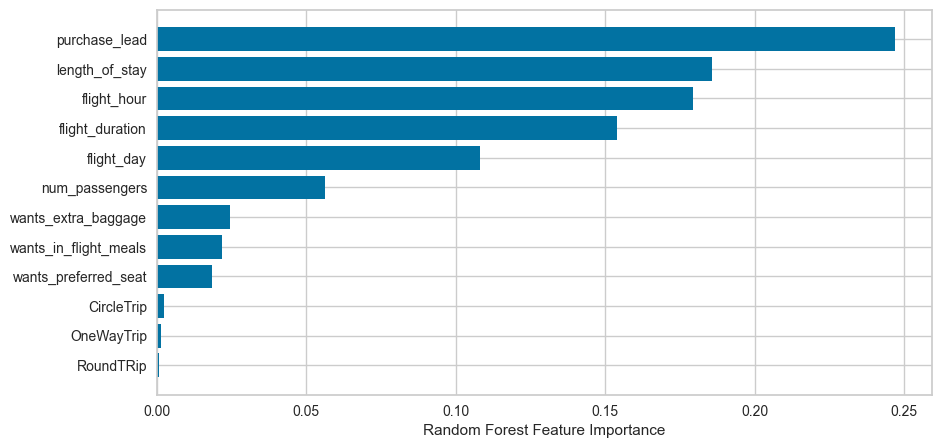 purchase_lead
length_of_stay
flight_hour
flight_duration
flight_day
num_passengers
wants_extra_baggage
wants_in_flight_meals
wants_preferred_seat
CircleTrip
OneWayTrip
RoundTRip
0.00 0.05 0.10 0.15 0.20 0.25
Random Forest Feature Importance